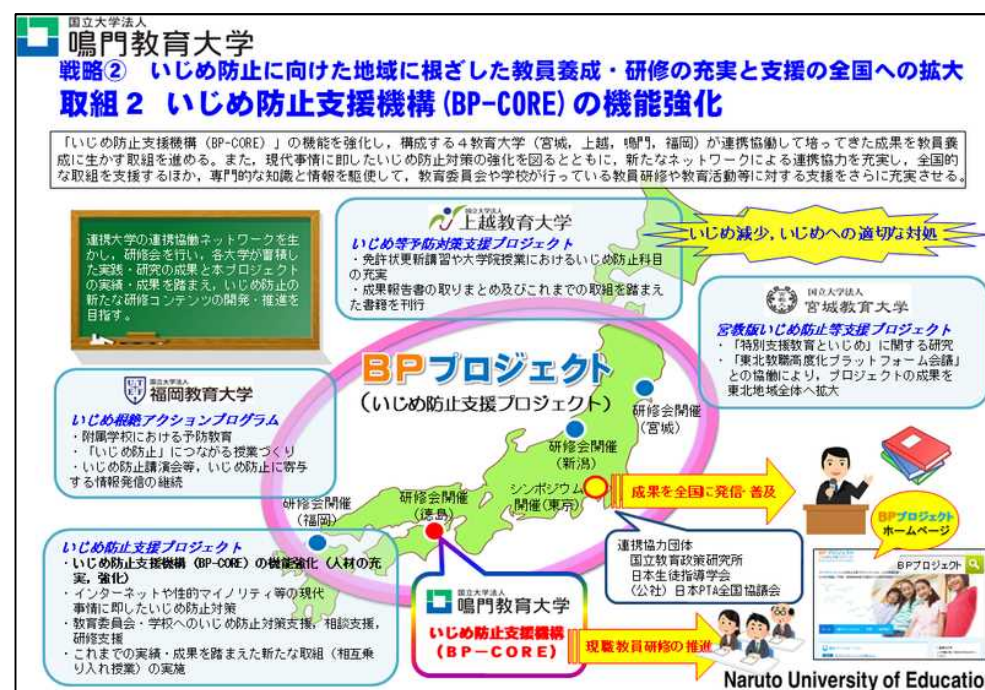 国立大学法人
鳴門教育大学
戦略② いじめ防止に向けた地域に根ざした教員養成・研修の充実と支援の全国への拡大
取組2 いじめ防止支援機構(BP-CORE)の機能強化
「いじめ防止支援機構(BP-CORE)」の機能を強化し，構成する4教育大学(宮城，上越，鳴門，福岡)が連携協働して培ってきた成果を教員養
成に生かす取組を進める。また，現代事情に即したいじめ防止対策の強化を図るとともに，新たなネットワークによる連携協力を充実し，全国的
な取組を支援するほか，専門的な知識と情報を駆使して，教育委員会や学校が行っている教員研修や教育活動等に対する支援をさらに充実させる。
連携大学の連携協働ネットワークを生
かし，研修会を行い，各大学が蓄積し
た実践・研究の成果と本プロジェクト
の実績・成果を踏まえ，いじめ防止の
新たな研修コンテンツの開発・推進を
目指す。
国立大学法人
上越教育大学
いじめ等予防対策支援プロジェクト
・免許状更新講習や大学院授業におけるいじめ防止科目
の充実
・成果報告書の取りまとめ及びこれまでの取組を踏まえ
た書籍を刊行
いじめ減少，いじめへの適切な対処
国立大学法人
宮城教育大学
宮教版いじめ防止等支援プロジェクト
・「特別支援教育といじめ」に関する研究
・「東北教職高度化プラットフォーム会議」
との協働により，プロジェクトの成果を
東北地域全体へ拡大
国立大学法人
福岡教育大学
いじめ根絶アクションプログラム
・附属学校における予防教育
・「いじめ防止」につながる授業づくり
・いじめ防止講演会等，いじめ防止に寄与
する情報発信の継続
BPプロジェクト
(いじめ防止支援プロジェクト)
研修会開催
(宮城)
研修会開催
(新潟)
シンポジウム
開催(東京)
研修会開催
(徳島)
研修会開催
(福岡)
成果を全国に発信・普及
BPプロジェクト
ホームページ
いじめ防止支援プロジェクト
・いじめ防止支援機構(BP-CORE)の機能強化(人材の充
実，強化)
・インターネットや性的マイノリティ等の現代
事情に即したいじめ防止対策
・教育委員会・学校へのいじめ防止対策支援，相談支援，
研修支援
・これまでの実績・成果を踏まえた新たな取組(相互乗
り入れ授業)の実施
国立大学法人
鳴門教育大学
いじめ防止支援機構
(BP－CORE)
連携協力団体
国立教育政策研究所
日本生徒指導学会
(公社)日本PTA全国協議会
現職教員研修の推進
BPプロジェクト
Naruto University of Educatio